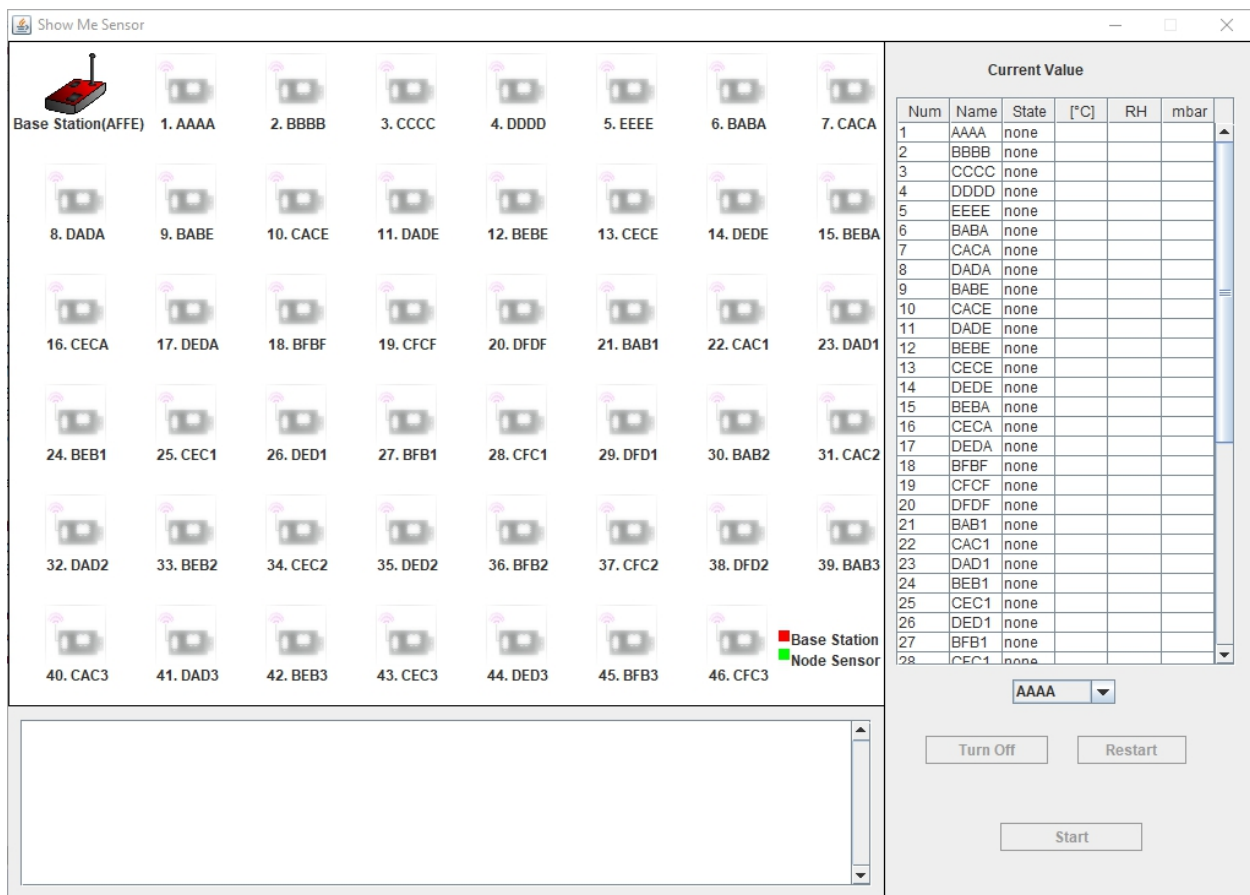 Show Me Sensor
Base Station(AFFE) 1. AAAA 2. BBBB 3. CCCC 4. DDDD 5. EEEE 6. BABA 7. CACA
8. DADA 9. BABE 10. CACE 11. DADE 12. BEBE 13. CECE 14. DEDE 15. BEBA
16. CECA 17. DEDA 18. BFBF 19. CFCF 20. DFDF 21. BAB1 22. CAC1 23. DAD1
24. BEB1 25. CEC1 26. DED1 27. BFB1 28. CFC1 29. DFD1 30. BAB2 31. CAC2
32. DAD2 33. BEB2 34. CEC2 35. DED2 36. BFB2 37. CFC2 38. DFD2 39. BAB3
Base Station
Node Sensor
40. CAC3 41. DAD3 42. BEB3 43. CEC3 44. DED3 45. BFB3 46. CFC3
Current Value
Num Name State [°C] RH mbar
1 AAAA none
2 BBBB none
3 CCCC none
4 DDDD none
5 EEEE none
6 BABA none
7 CACA none
8 DADA none
9 BABE none
10 CACE none
11 DADE none
12 BEBE none
13 CECE none
14 DEDE none
15 BEBA none
16 CECA none
17 DEDA none
18 BFBF none
19 CFCF none
20 DFDF none
21 BAB1 none
22 CAC1 none
23 DAD1 none
24 BEB1 none
25 CEC1 none
26 DED1 none
27 BFB1 none
28 CFC1 none
AAAA
Turn Off Restart
Start